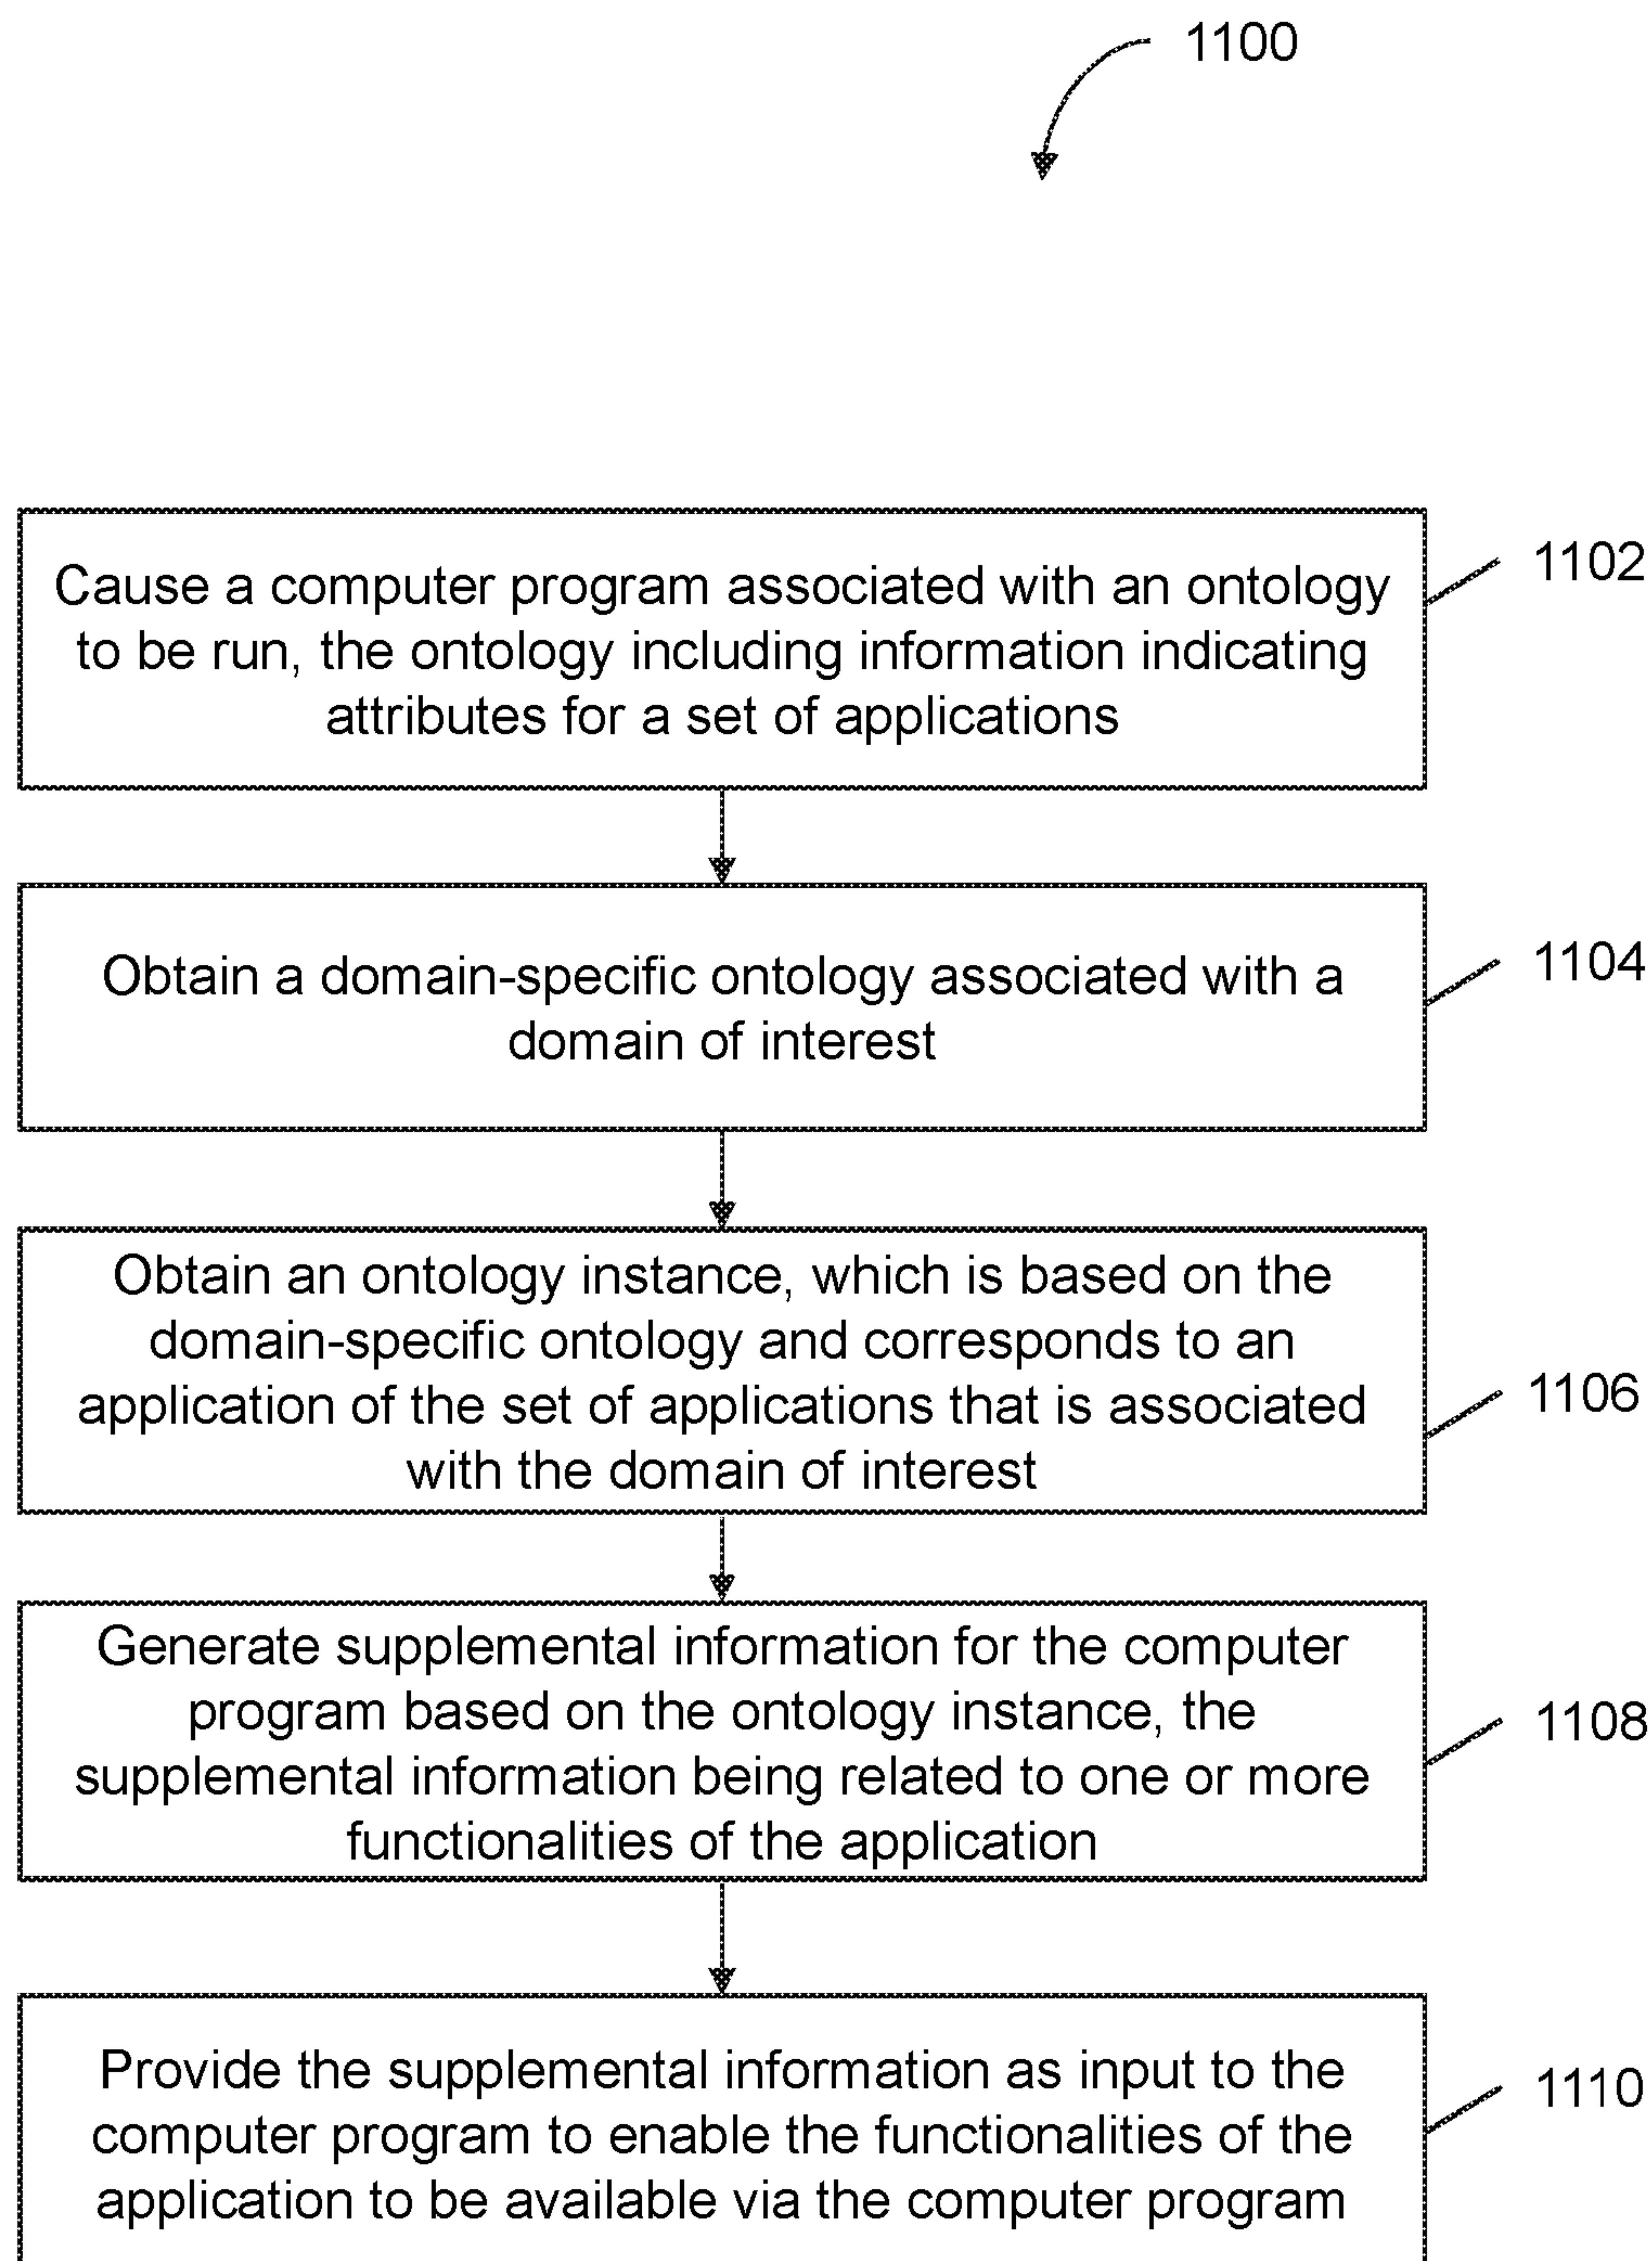 1100
Cause a computer program associated with an ontology
to be run, the ontology including information indicating
attributes for a set of applications
1102
Obtain a domain-specific ontology associated with a
domain of interest
1104
Obtain an ontology instance, which is based on the
domain-specific ontology and corresponds to an
application of the set of applications that is associated
with the domain of interest
1106
Generate supplemental information for the computer
program based on the ontology instance, the
supplemental information being related to one or more
functionalities of the application
1108
Provide the supplemental information as input to the
computer program to enable the functionalities of the
application to be available via the computer program
1110